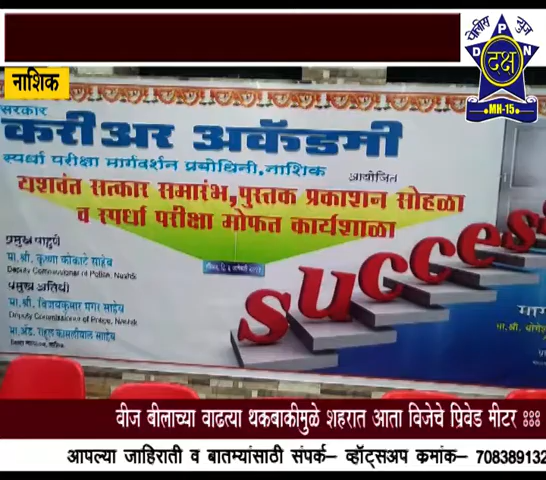 पोलीस न्युज
D P N
दक्ष
MH-15
नाशिक
सरकार
करीअर अकॅडमी
स्पर्धा परीक्षा मार्गदर्शन प्रबोधिनी, नाशिक
आयोजित
यशवंत सत्कार समारंभ, पुस्तक प्रकाशन सोहळा
व स्पर्धा परीक्षा मोफत कार्यशाळा
प्रमुख पाहुणे
मा.श्री. कृष्णा कोकाटे साहेब
Deputy Commissioner of Police, Nashik
प्रमुख अतिथी
मा.श्री. विजयकुमार मगर साहेब
Deputy Commissioner of Police, Nashik
मा.अॅड. राहुल कासलीवाल साहेब
success
मा.श्री. योगेश
वीज बीलाच्या वाढत्या थकबाकीमुळे शहरात आता विजेचे प्रिवेड मीटर
आपल्या जाहिराती व बातम्यांसाठी संपर्क– व्हॉट्सअप क्रमांक– 708389132